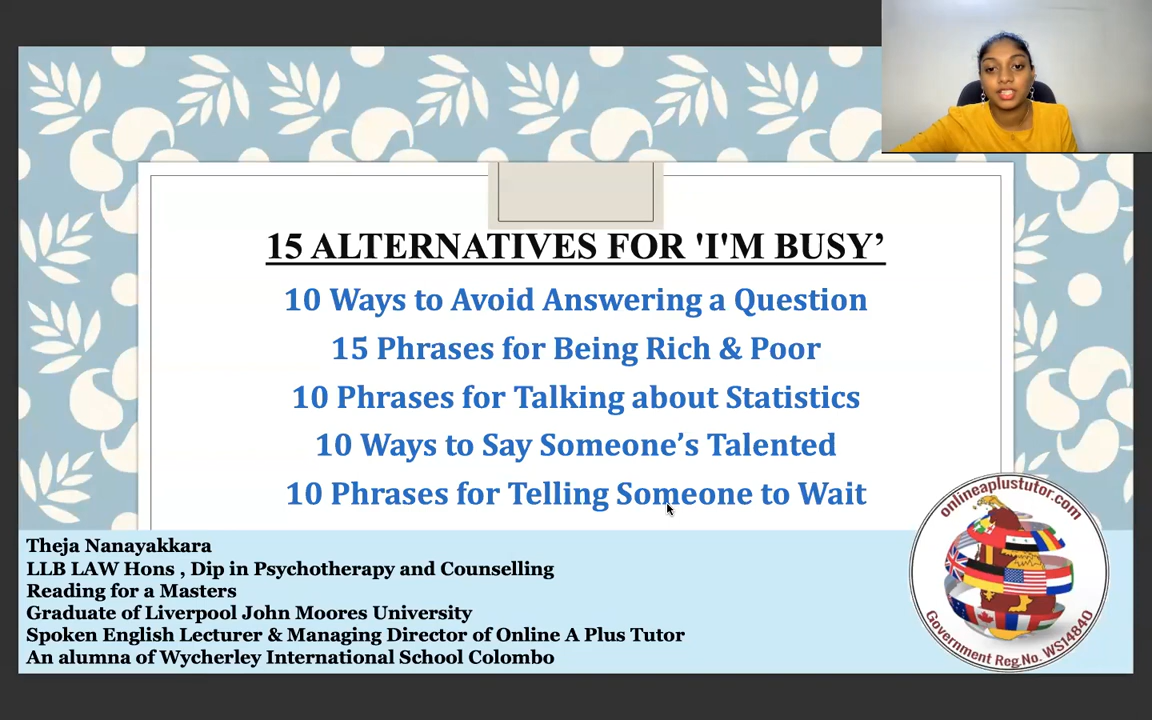 15 ALTERNATIVES FOR 'I'M BUSY’
10 Ways to Avoid Answering a Question
15 Phrases for Being Rich & Poor
10 Phrases for Talking about Statistics
10 Ways to Say Someone’s Talented
10 Phrases for Telling Someone to Wait
Theja Nanayakkara
LLB LAW Hons , Dip in Psychotherapy and Counselling
Reading for a Masters
Graduate of Liverpool John Moores University
Spoken English Lecturer & Managing Director of Online A Plus Tutor
An alumna of Wycherley International School Colombo
onlineaplustutor.com
Government Reg.No. WS14840